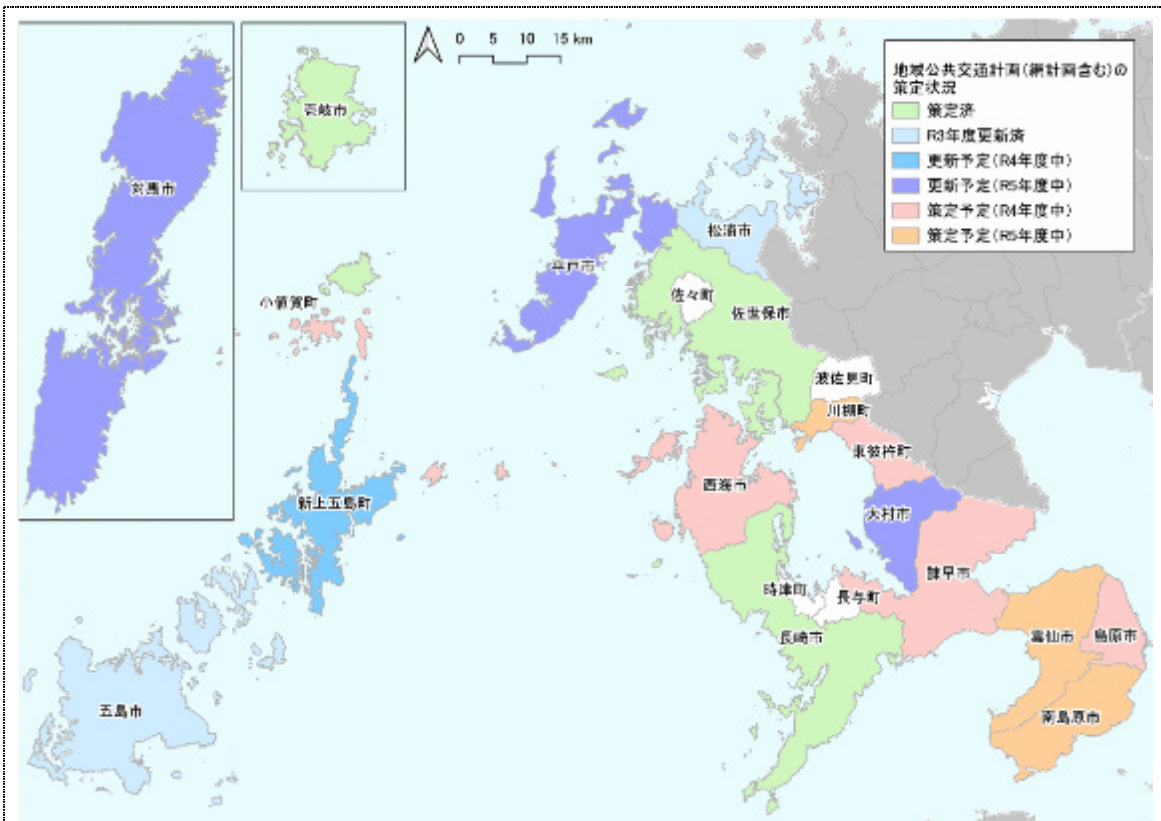 0 5 10 15 km
地域公共交通計画(網計画含む)の
策定状況
策定済
R3年度更新済
更新予定(R4年度中)
更新予定(R5年度中)
策定予定(R4年度中)
策定予定(R5年度中)
壱岐市
対馬市
松浦市
平戸市
小値賀町
佐々町
佐世保市
波佐見町
川棚町
東彼杵町
西海市
新上五島町
大村市
諫早市
時津町
長与町
長崎市
雲仙市
島原市
五島市
南島原市